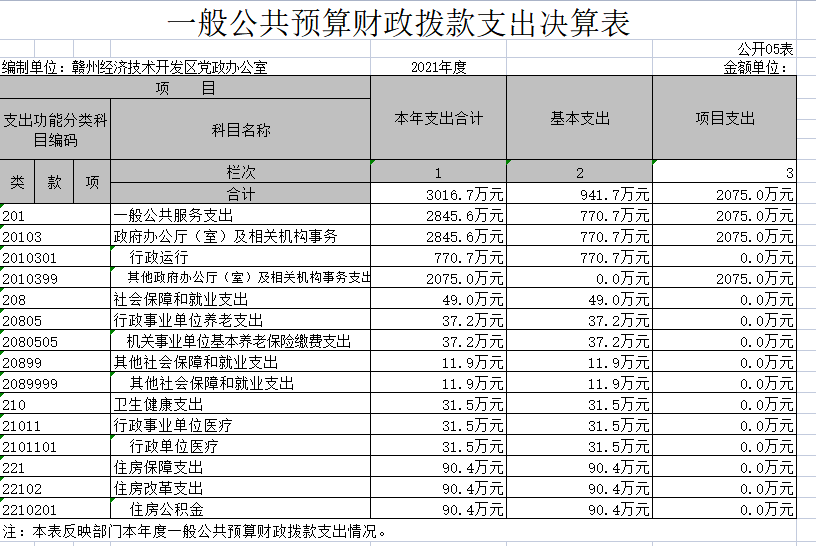 一般公共预算财政拨款支出决算表
公开05表
编制单位：赣州经济技术开发区党政办公室 2021年度 金额单位：
项 目 本年支出合计 基本支出 项目支出
支出功能分类科目编码 科目名称
类 款 项 栏次 1 2 3
合计 3016.7万元 941.7万元 2075.0万元
201 一般公共服务支出 2845.6万元 770.7万元 2075.0万元
20103 政府办公厅（室）及相关机构事务 2845.6万元 770.7万元 2075.0万元
2010301 行政运行 770.7万元 770.7万元 0.0万元
2010399 其他政府办公厅（室）及相关机构事务支出 2075.0万元 0.0万元 2075.0万元
208 社会保障和就业支出 49.0万元 49.0万元 0.0万元
20805 行政事业单位养老支出 37.2万元 37.2万元 0.0万元
2080505 机关事业单位基本养老保险缴费支出 37.2万元 37.2万元 0.0万元
20899 其他社会保障和就业支出 11.9万元 11.9万元 0.0万元
2089999 其他社会保障和就业支出 11.9万元 11.9万元 0.0万元
210 卫生健康支出 31.5万元 31.5万元 0.0万元
21011 行政事业单位医疗 31.5万元 31.5万元 0.0万元
2101101 行政单位医疗 31.5万元 31.5万元 0.0万元
221 住房保障支出 90.4万元 90.4万元 0.0万元
22102 住房改革支出 90.4万元 90.4万元 0.0万元
2210201 住房公积金 90.4万元 90.4万元 0.0万元
注：本表反映部门本年度一般公共预算财政拨款支出情况。